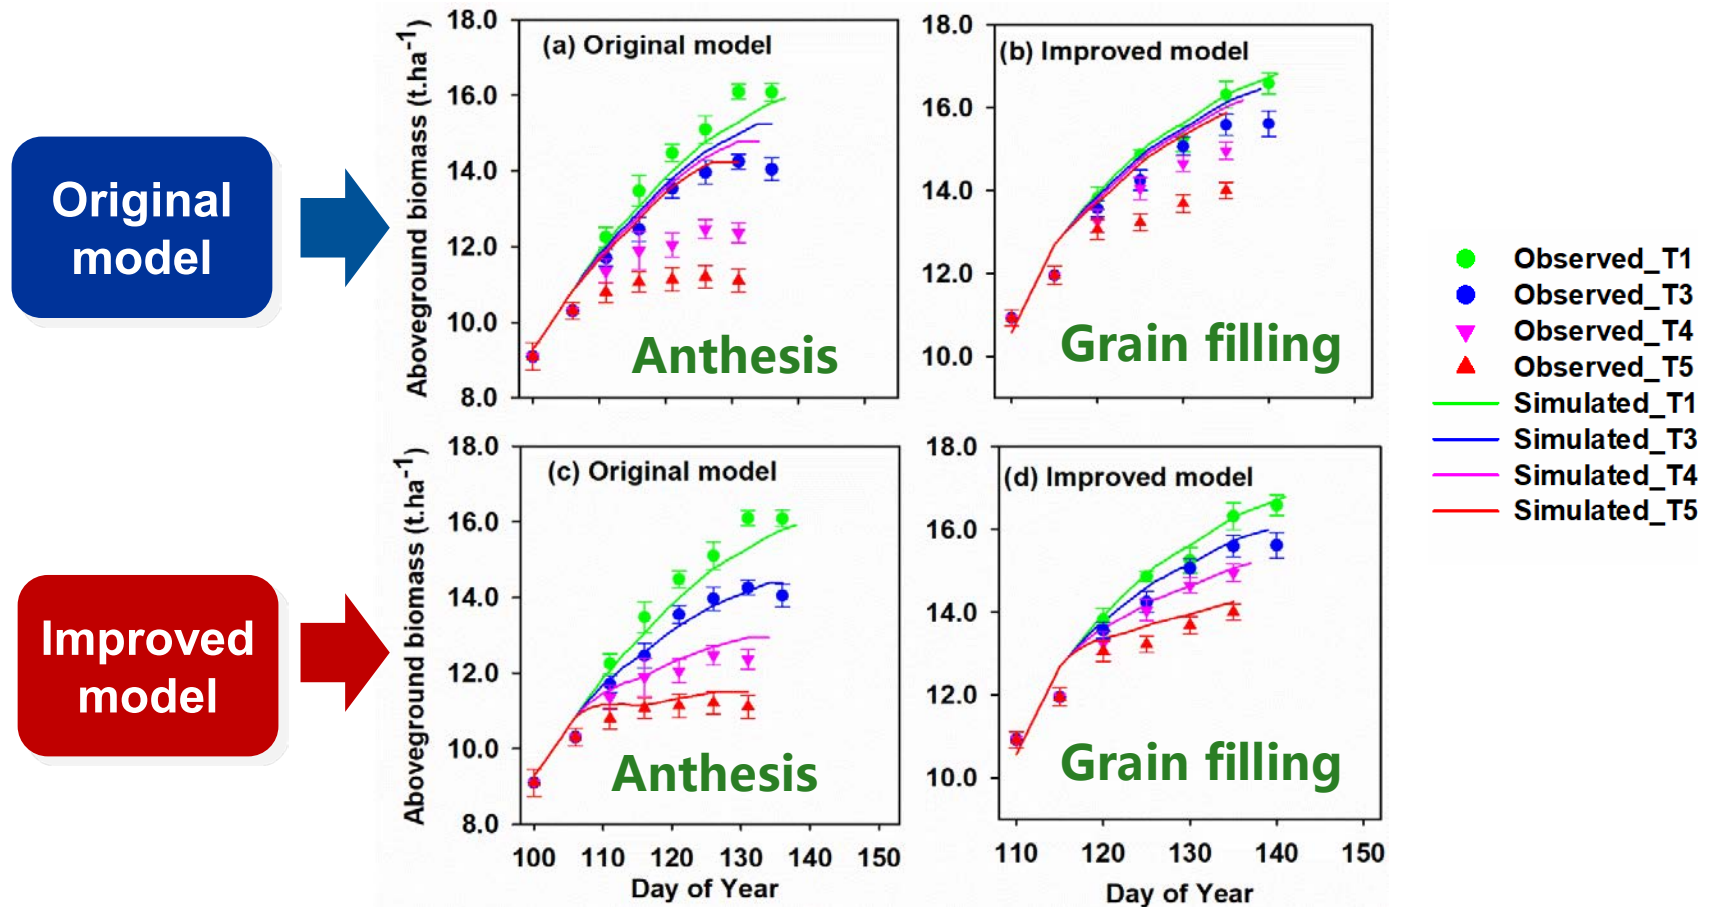 Original
model
Improved
model
Aboveground biomass (t.ha-1)
18.0
16.0
14.0
12.0
10.0
8.0
(a) Original model
Anthesis
18.0
16.0
14.0
12.0
10.0
(b) Improved model
Grain filling
Aboveground biomass (t.ha-1)
18.0
16.0
14.0
12.0
10.0
8.0
(c) Original model
Anthesis
100 110 120 130 140 150
Day of Year
18.0
16.0
14.0
12.0
10.0
(d) Improved model
Grain filling
110 120 130 140 150
Day of Year
Observed_T1
Observed_T3
Observed_T4
Observed_T5
Simulated_T1
Simulated_T3
Simulated_T4
Simulated_T5